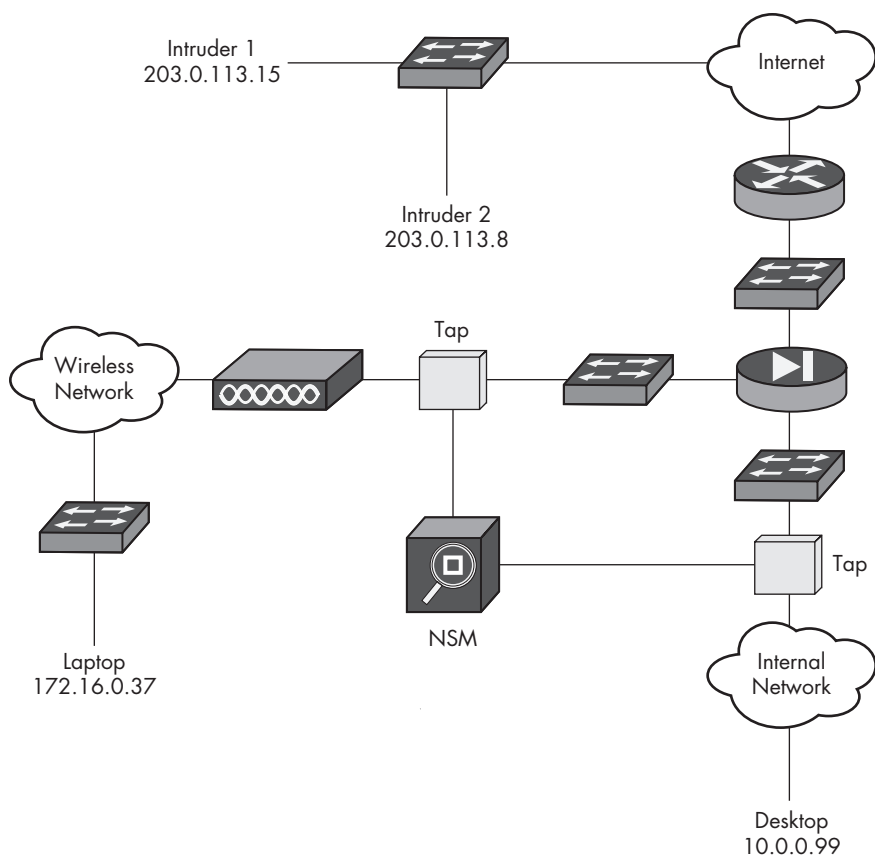 Intruder 1
203.0.113.15
Internet
Intruder 2
203.0.113.8
Tap
Wireless
Network
Tap
NSM
Laptop
172.16.0.37
Internal
Network
Desktop
10.0.0.99